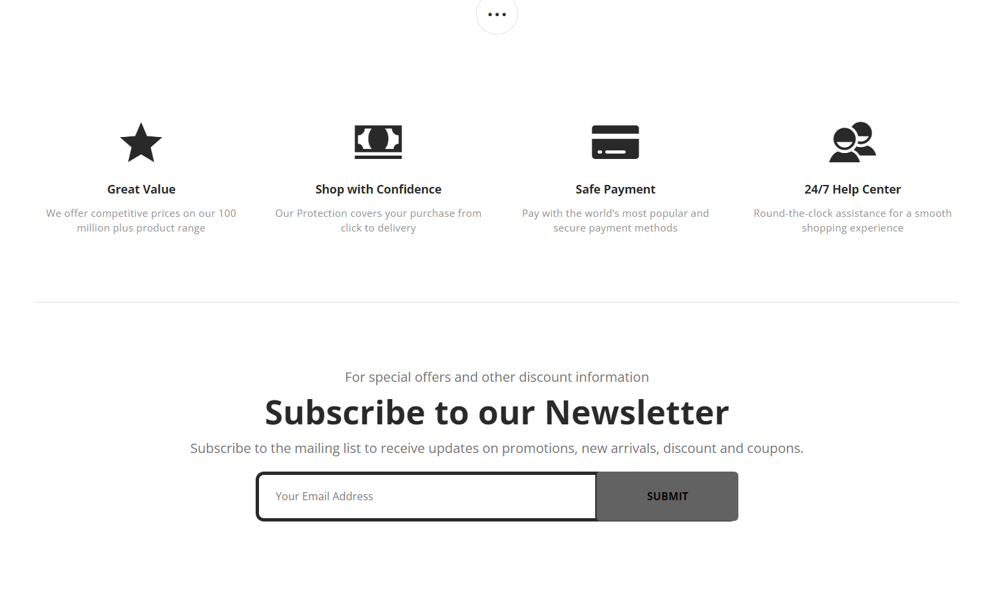 Great Value
We offer competitive prices on our 100
million plus product range
Shop with Confidence
Our Protection covers your purchase from
click to delivery
Safe Payment
Pay with the world’s most popular and
secure payment methods
24/7 Help Center
Round-the-clock assistance for a smooth
shopping experience
For special offers and other discount information
Subscribe to our Newsletter
Subscribe to the mailing list to receive updates on promotions, new arrivals, discount and coupons.
Your Email Address
SUBMIT